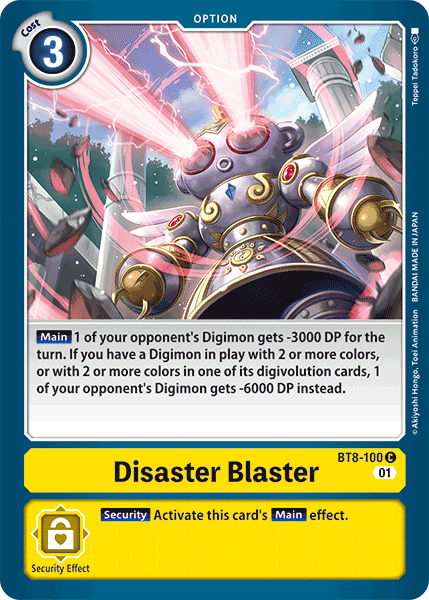 OPTION
Cost
3
Teppei Tadokoro
BANDAI MADE IN JAPAN
©Akiyoshi Hongo, Toei Animation
Main 1 of your opponent's Digimon gets -3000 DP for the
turn. If you have a Digimon in play with 2 or more colors,
or with 2 or more colors in one of its digivolution cards, 1
of your opponent's Digimon gets -6000 DP instead.
BT8-100 C
Disaster Blaster
01
Security Activate this card's Main effect.
Security Effect